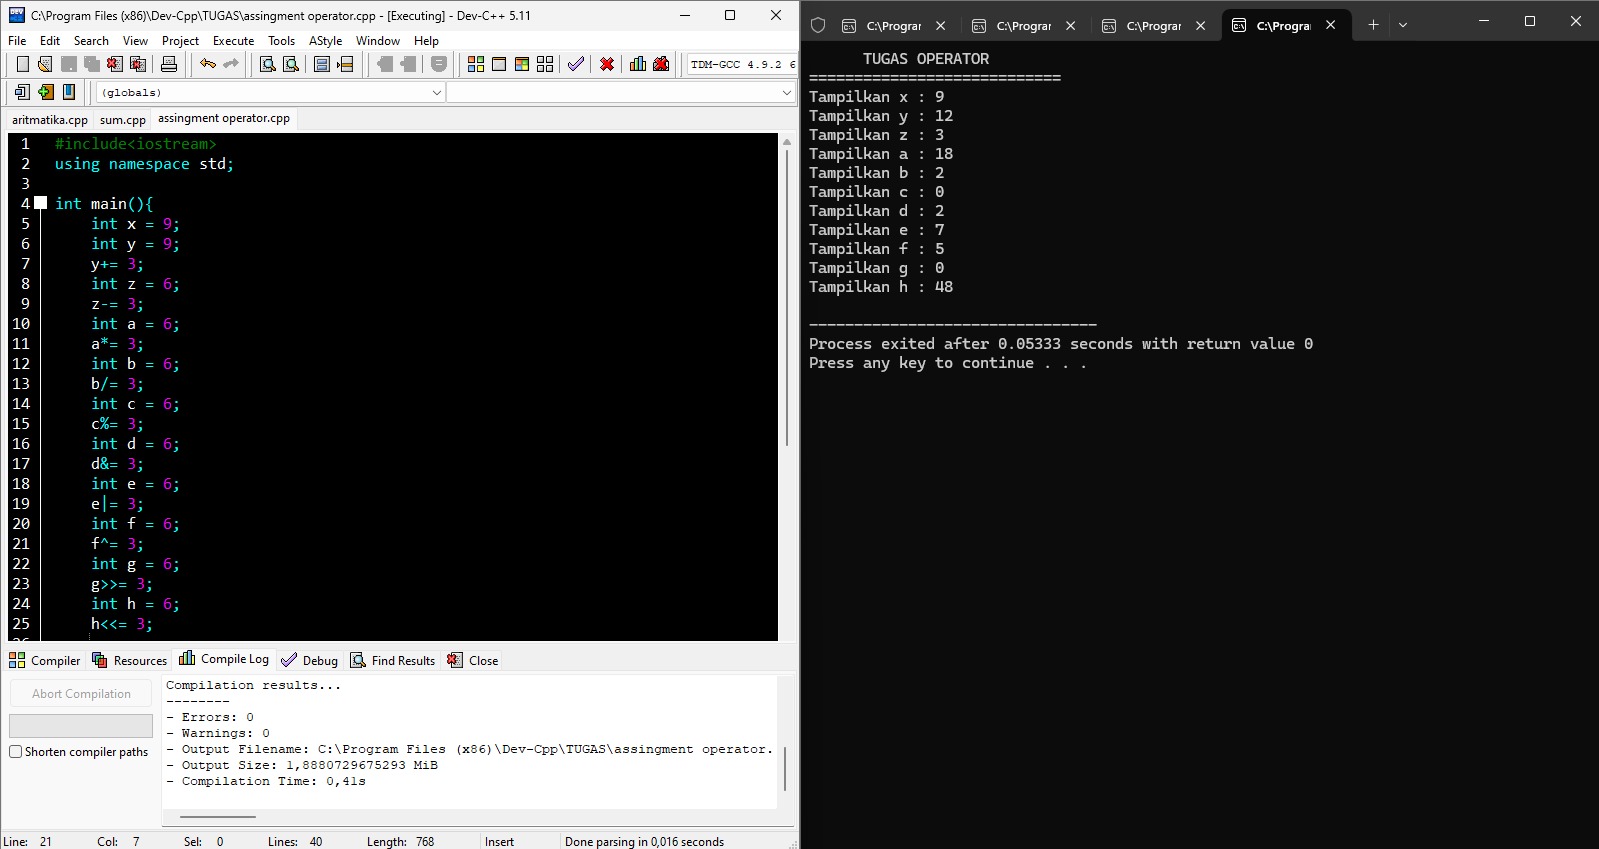 C:\Program Files (x86)\Dev-Cpp\TUGAS\assingment operator.cpp - [Executing] - Dev-C++ 5.11
File Edit Search View Project Execute Tools AStyle Window Help
TDM-GCC 4.9.2 6
(globals)
aritmatika.cpp sum.cpp assingment operator.cpp
1 #include<iostream>
2 using namespace std;
3
4 int main(){
5 int x = 9;
6 int y = 9;
7 y+= 3;
8 int z = 6;
9 z-= 3;
10 int a = 6;
11 a*= 3;
12 int b = 6;
13 b/= 3;
14 int c = 6;
15 c%= 3;
16 int d = 6;
17 d&= 3;
18 int e = 6;
19 e|= 3;
20 int f = 6;
21 f^= 3;
22 int g = 6;
23 g>>= 3;
24 int h = 6;
25 h<<= 3;
Compiler Resources Compile Log Debug Find Results Close
Abort Compilation
Shorten compiler paths
Compilation results...
--------
- Errors: 0
- Warnings: 0
- Output Filename: C:\Program Files (x86)\Dev-Cpp\TUGAS\assingment operator.
- Output Size: 1,8880729675293 MiB
- Compilation Time: 0,41s
Line: 21 Col: 7 Sel: 0 Lines: 40 Length: 768 Insert Done parsing in 0,016 seconds
C:\Prograr C:\Prograr C:\Prograr C:\Prograr
TUGAS OPERATOR
============================
Tampilkan x : 9
Tampilkan y : 12
Tampilkan z : 3
Tampilkan a : 18
Tampilkan b : 2
Tampilkan c : 0
Tampilkan d : 2
Tampilkan e : 7
Tampilkan f : 5
Tampilkan g : 0
Tampilkan h : 48
--------------------------------
Process exited after 0.05333 seconds with return value 0
Press any key to continue . . .